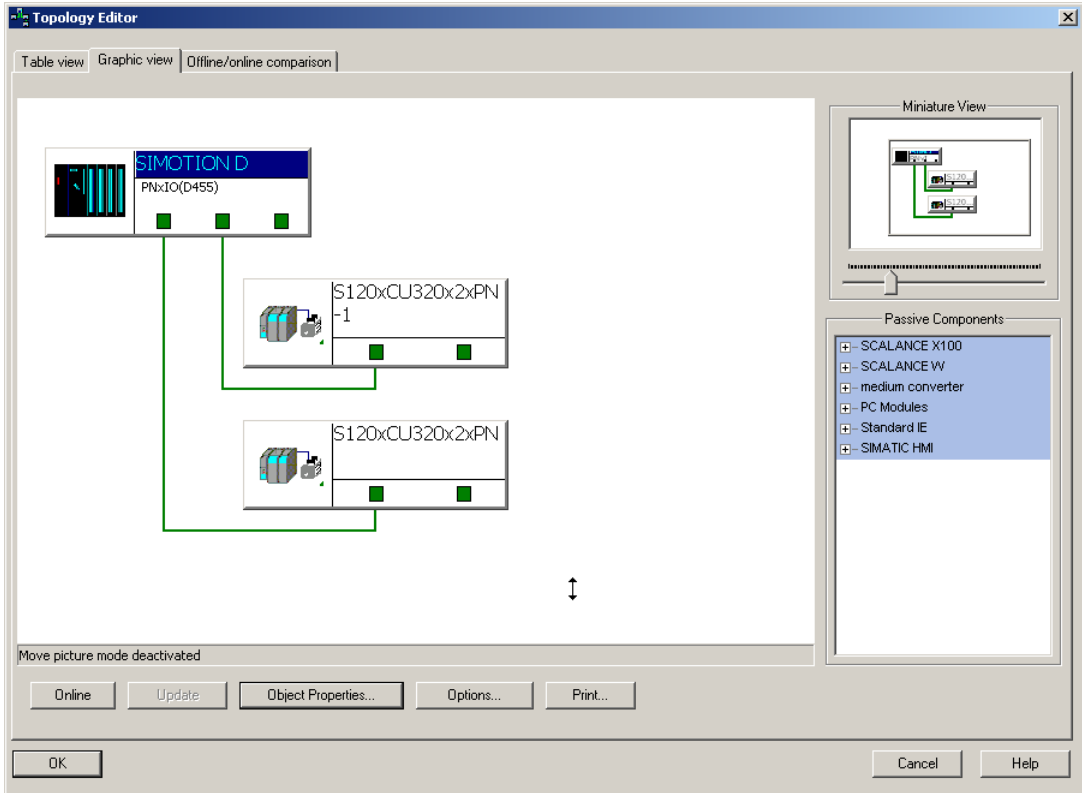 Topology Editor
Table view
Graphic view
Offline/online comparison
SIMOTION D
PNxIO(D455)
S120xCU320x2xPN
-1
S120xCU320x2xPN
Move picture mode deactivated
Miniature View
S120...
S120...
Passive Components
SCALANCE X100
SCALANCE W
medium converter
PC Modules
Standard IE
SIMATIC HMI
Online
Update
Object Properties...
Options...
Print...
OK
Cancel
Help